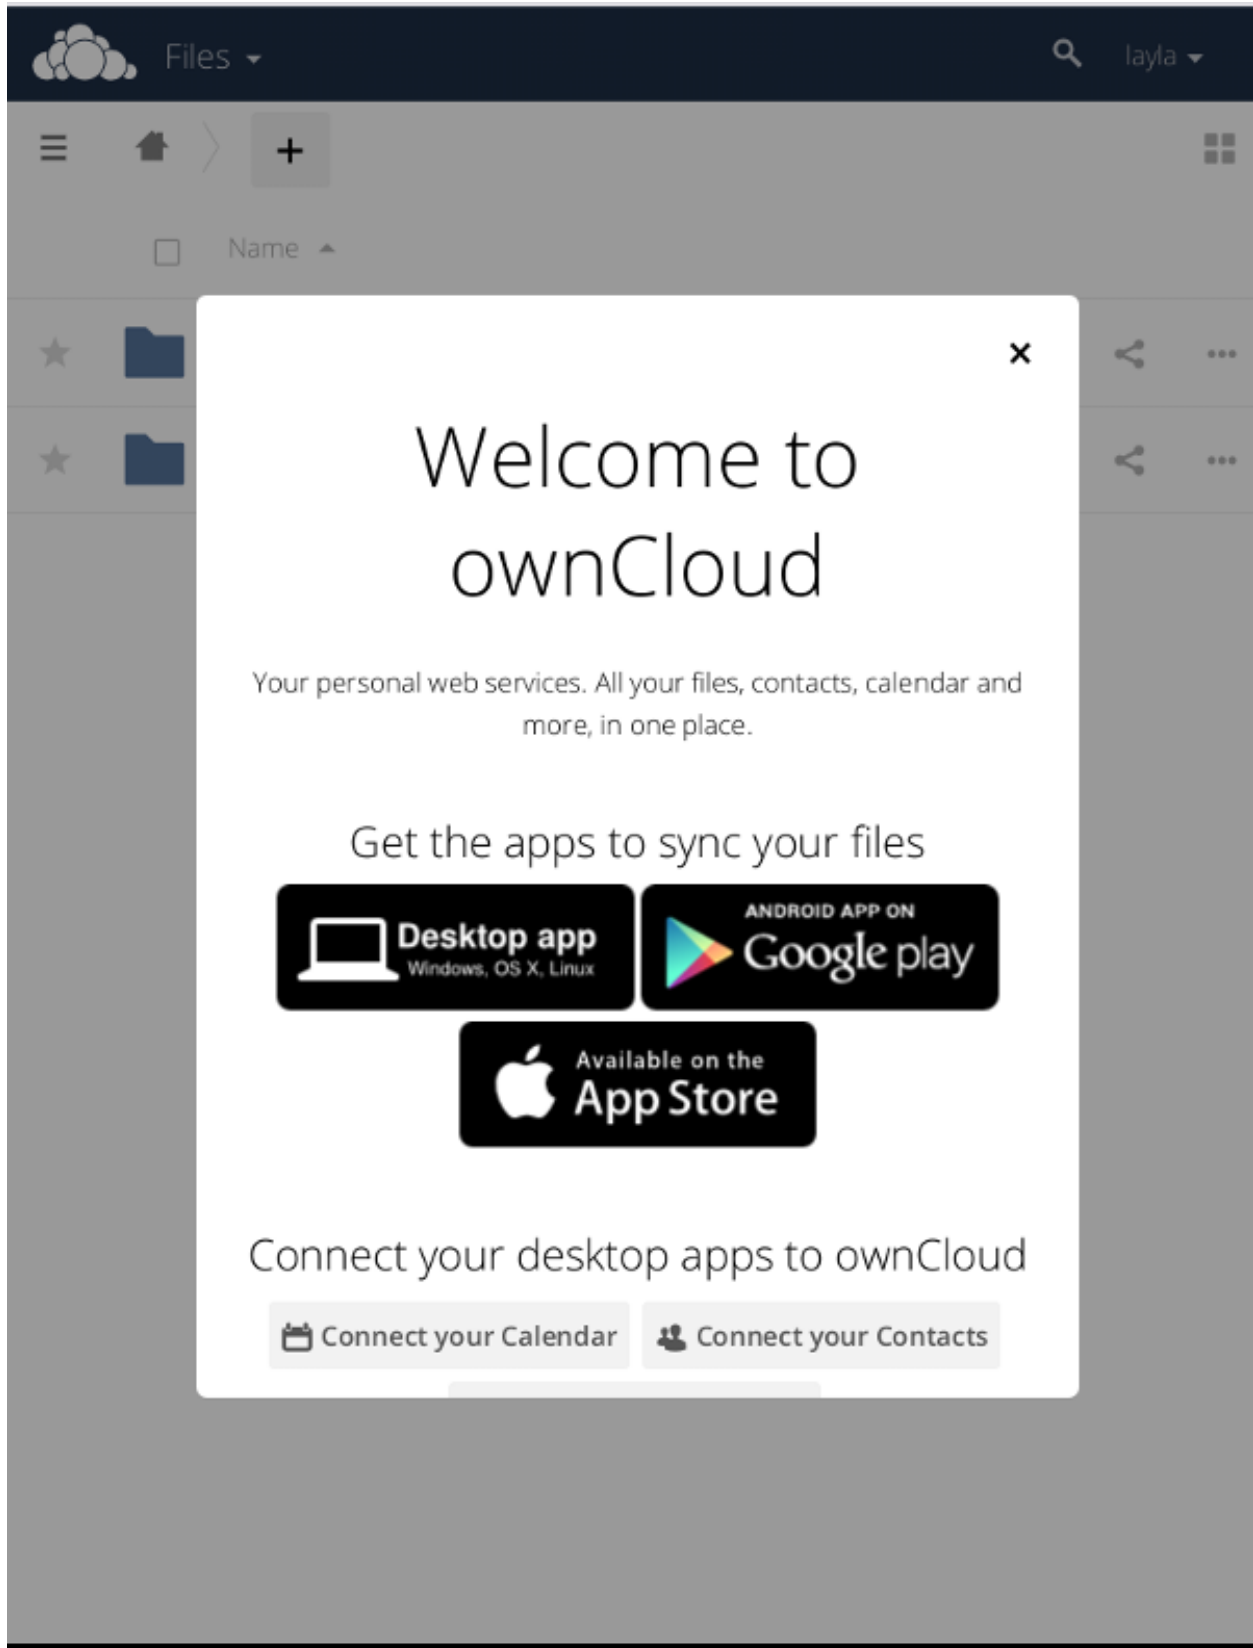 Files
layla
Name
Welcome to
ownCloud
Your personal web services. All your files, contacts, calendar and
more, in one place.
Get the apps to sync your files
Desktop app
Windows, OS X, Linux
ANDROID APP ON
Google play
Available on the
App Store
Connect your desktop apps to ownCloud
Connect your Calendar
Connect your Contacts